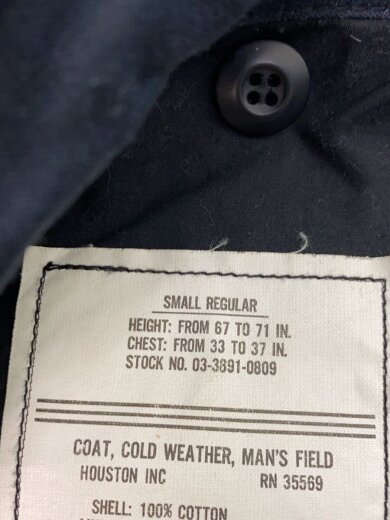 SMALL REGULAR
HEIGHT: FROM 67 TO 71 IN.
CHEST: FROM 33 TO 37 IN.
STOCK NO. 03-3891-0809
COAT, COLD WEATHER, MAN'S FIELD
HOUSTON INC RN 35569
SHELL: 100% COTTON